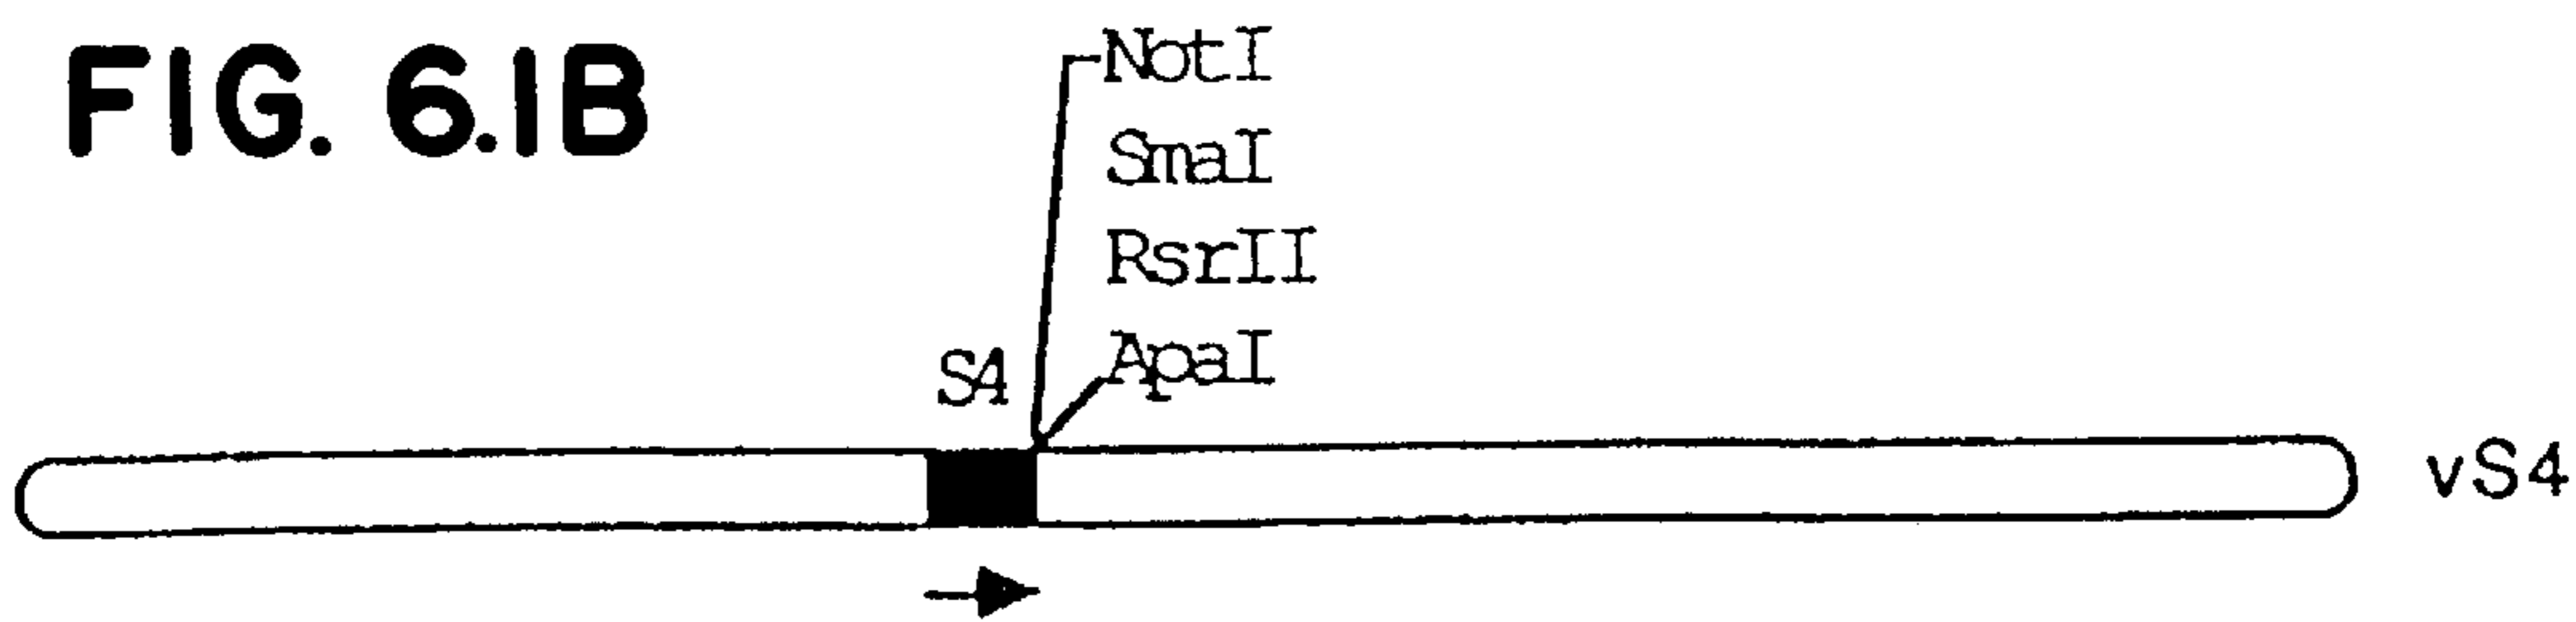 FIG. 6.1B
NotI
SmaI
RsrII
ApaI
S4
vS4